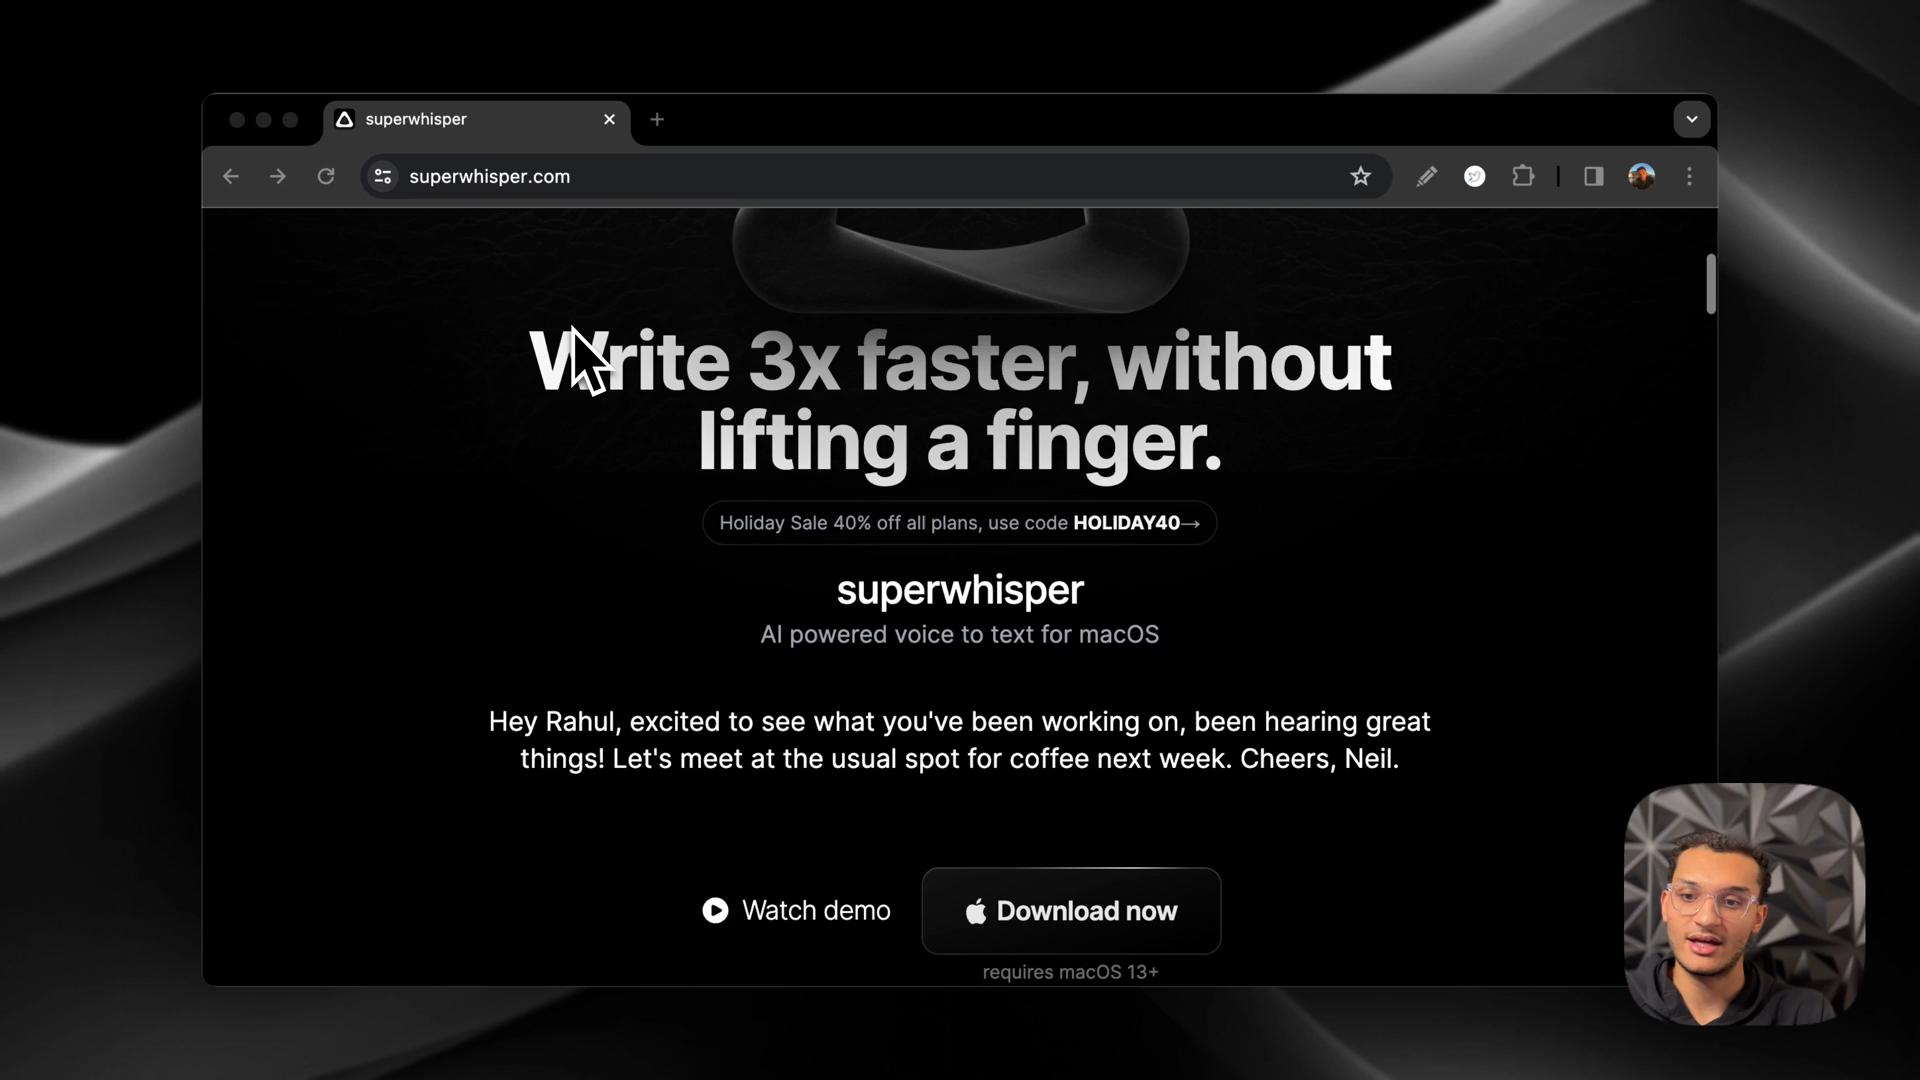 superwhisper
superwhisper.com
Write 3x faster, without
lifting a finger.
Holiday Sale 40% off all plans, use code HOLIDAY40→
superwhisper
AI powered voice to text for macOS
Hey Rahul, excited to see what you've been working on, been hearing great
things! Let's meet at the usual spot for coffee next week. Cheers, Neil.
Watch demo
Download now
requires macOS 13+